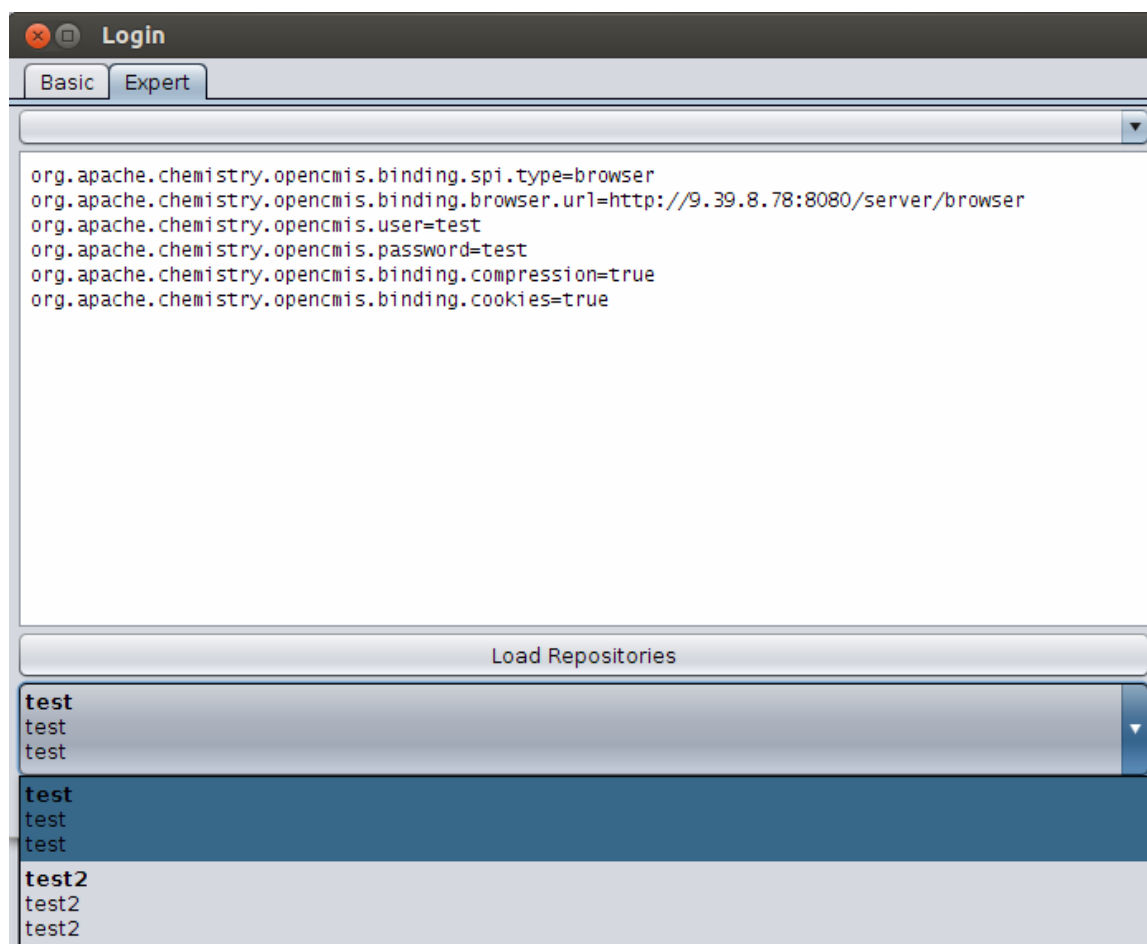 Login
Basic Expert
org.apache.chemistry.opencmis.binding.spi.type=browser
org.apache.chemistry.opencmis.binding.browser.url=http://9.39.8.78:8080/server/browser
org.apache.chemistry.opencmis.user=test
org.apache.chemistry.opencmis.password=test
org.apache.chemistry.opencmis.binding.compression=true
org.apache.chemistry.opencmis.binding.cookies=true
Load Repositories
test
test
test
test
test
test
test2
test2
test2